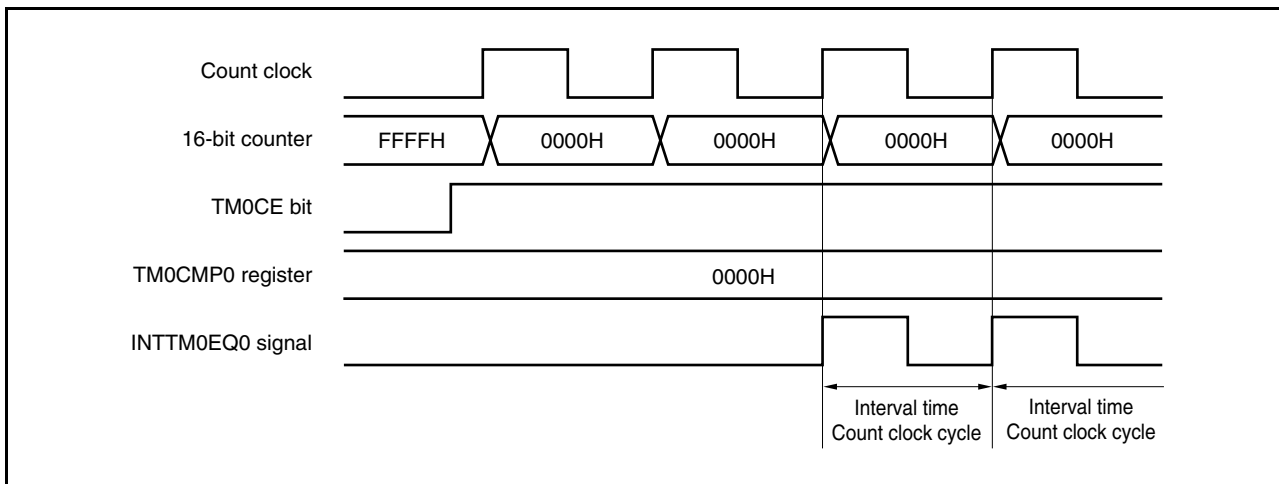 Count clock
16-bit counter
FFFFH 0000H 0000H 0000H 0000H
TM0CE bit
TM0CMP0 register
0000H
INTTM0EQ0 signal
Interval time
Count clock cycle
Interval time
Count clock cycle